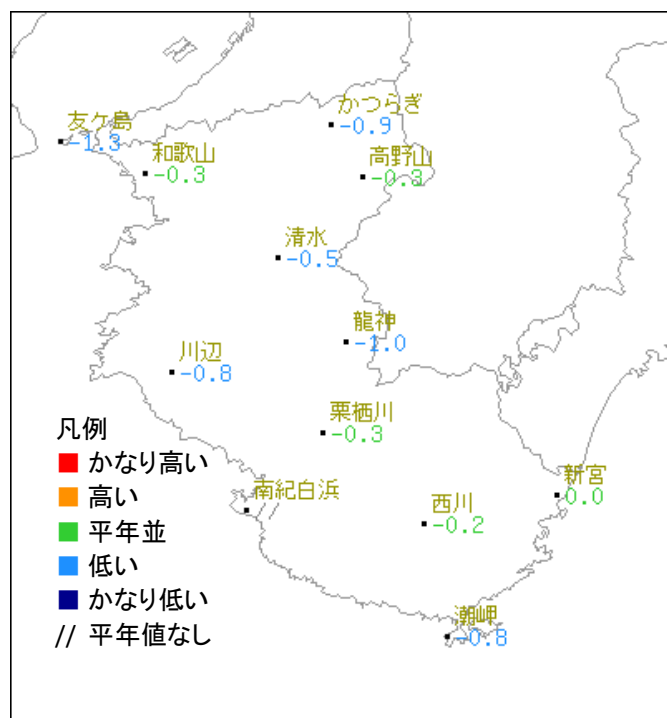 かつらぎ
-0.9
友ケ島
-1.3
和歌山
-0.3
高野山
-0.3
清水
-0.5
龍神
-1.0
川辺
-0.8
栗栖川
-0.3
南紀白浜
//
新宮
0.0
西川
-0.2
潮岬
-0.8
凡例
かなり高い
高い
平年並
低い
かなり低い
// 平年値なし